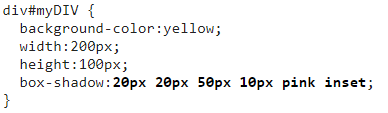 div#myDIV {
  background-color:yellow;
  width:200px;
  height:100px;
  box-shadow:20px 20px 50px 10px pink inset;
}